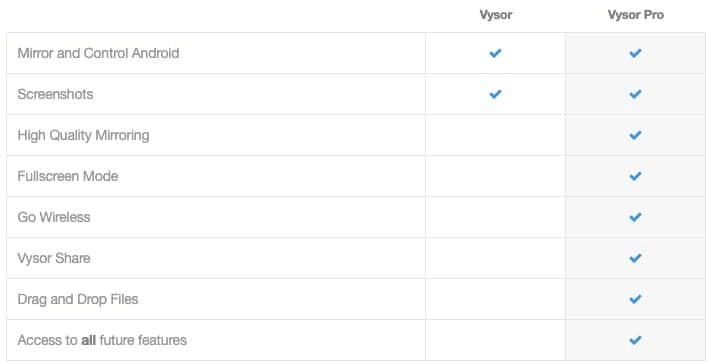 Vysor Vysor Pro
Mirror and Control Android
Screenshots
High Quality Mirroring
Fullscreen Mode
Go Wireless
Vysor Share
Drag and Drop Files
Access to all future features